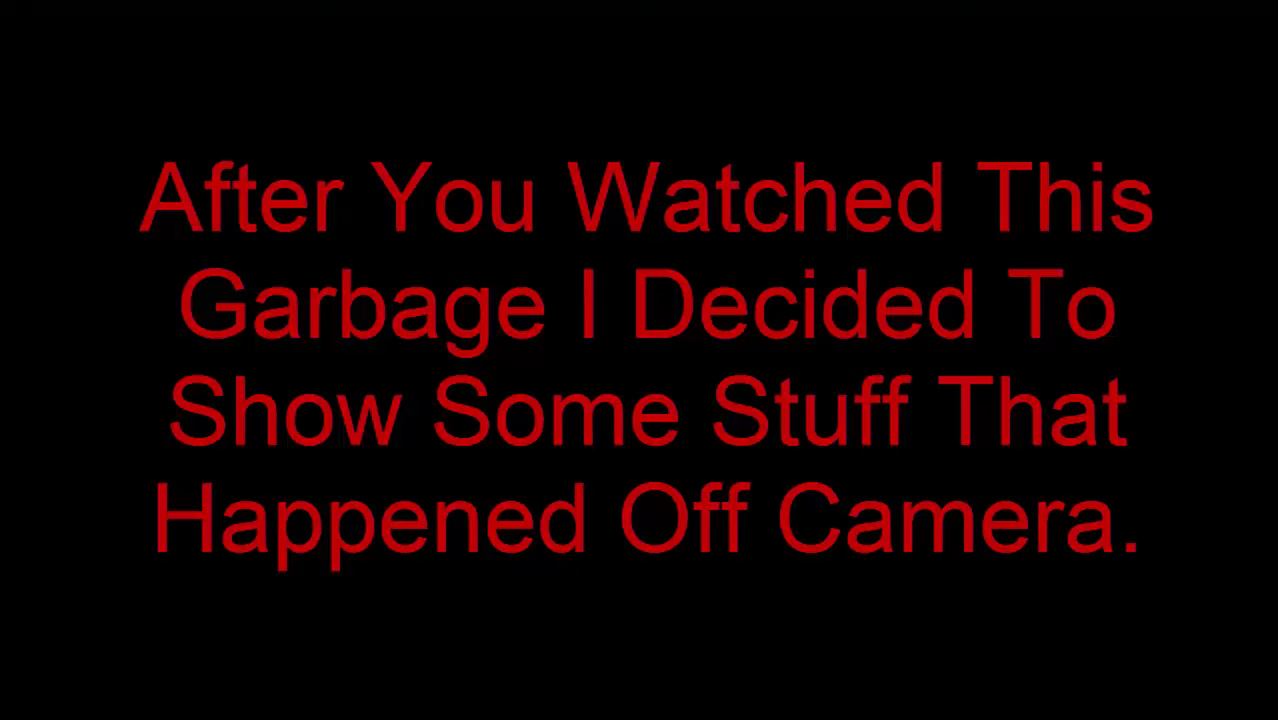 After You Watched This
Garbage I Decided To
Show Some Stuff That
Happened Off Camera.